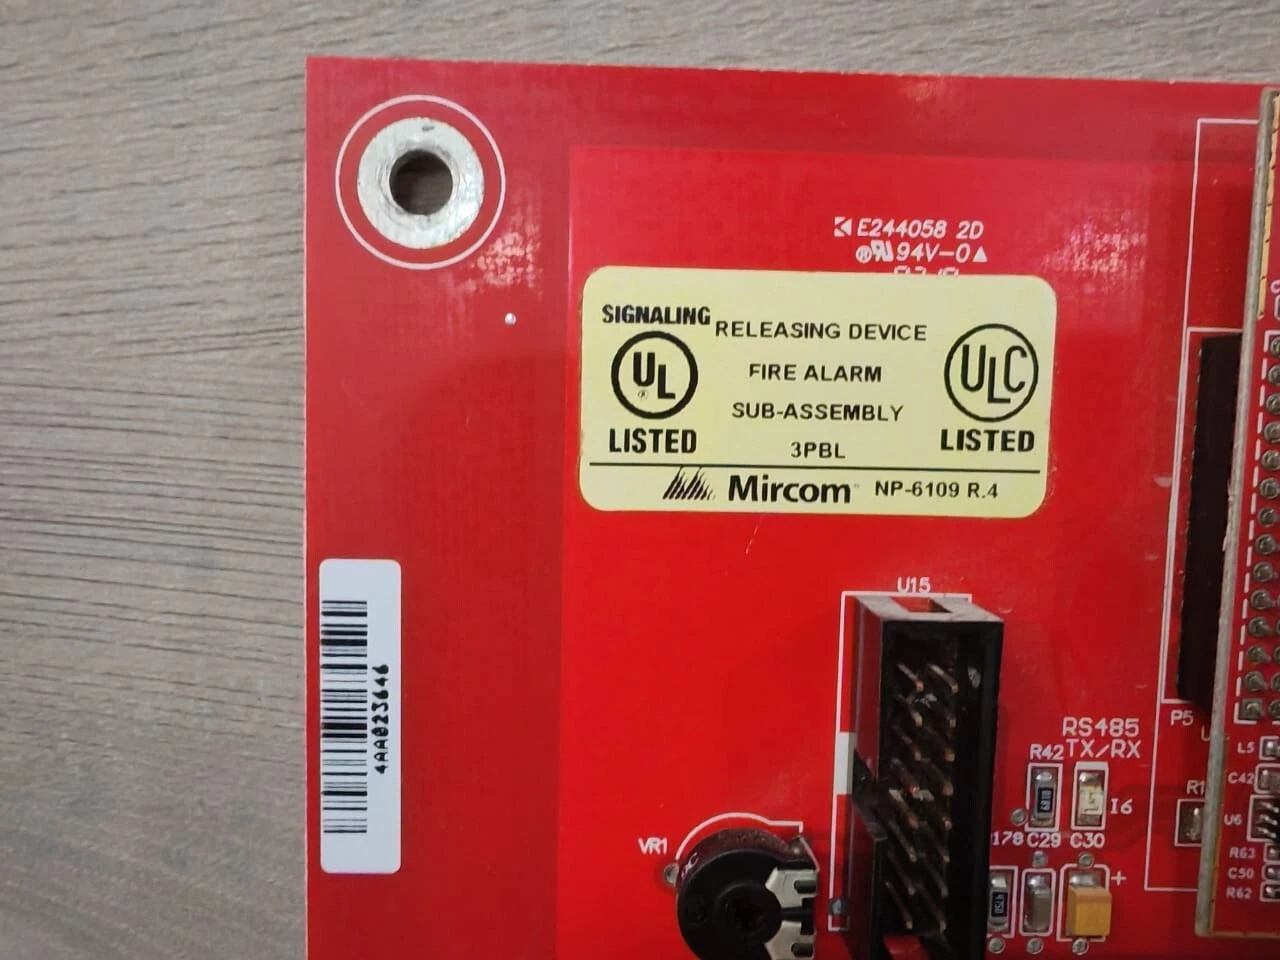 E244058 2D
94V-0
SIGNALING
RELEASING DEVICE
UL
®
FIRE ALARM
ULC
SUB-ASSEMBLY
LISTED
3PBL
LISTED
Mircom NP-6109 R.4
4AA023646
U15
P5
RS485
TX/RX
R42
I6
C29 C30
+
VR1
L5
C42
U6
R63
C50
R62